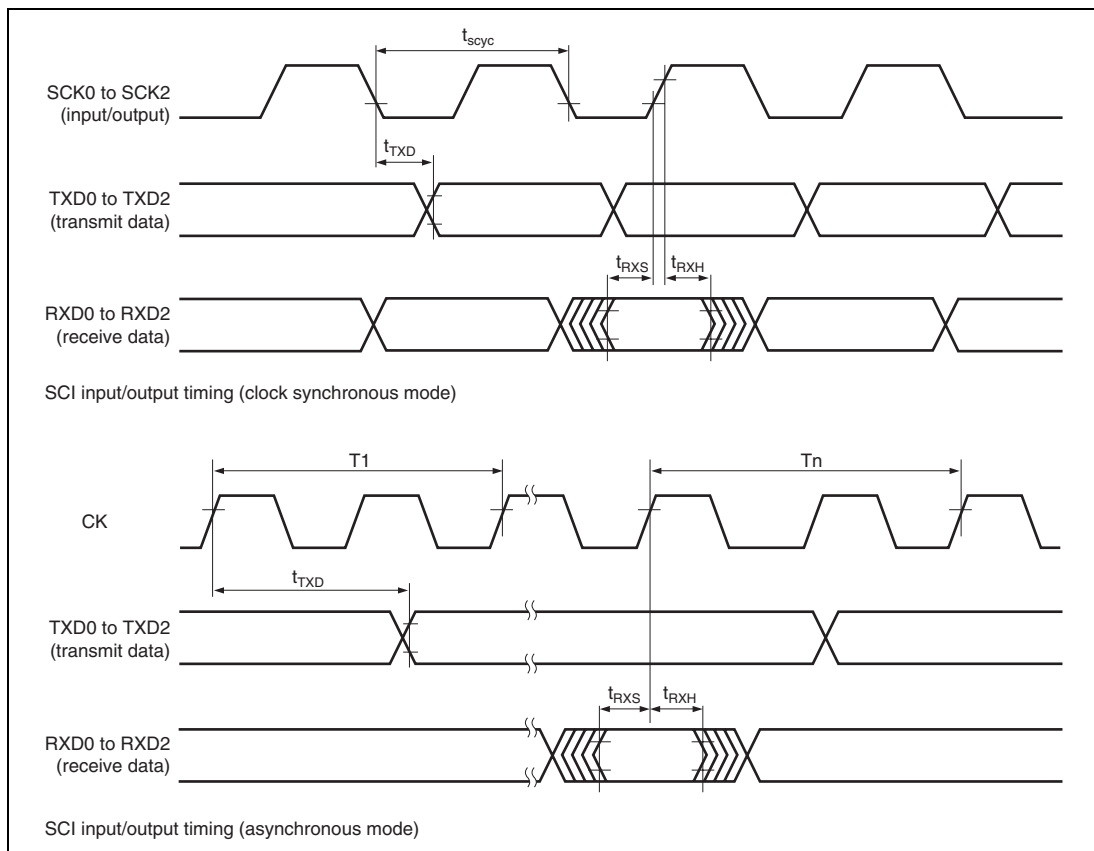 tscyc
SCK0 to SCK2
(input/output)
tTXD
TXD0 to TXD2
(transmit data)
tRXS
tRXH
RXD0 to RXD2
(receive data)
SCI input/output timing (clock synchronous mode)
T1
Tn
CK
tTXD
TXD0 to TXD2
(transmit data)
tRXS
tRXH
RXD0 to RXD2
(receive data)
SCI input/output timing (asynchronous mode)